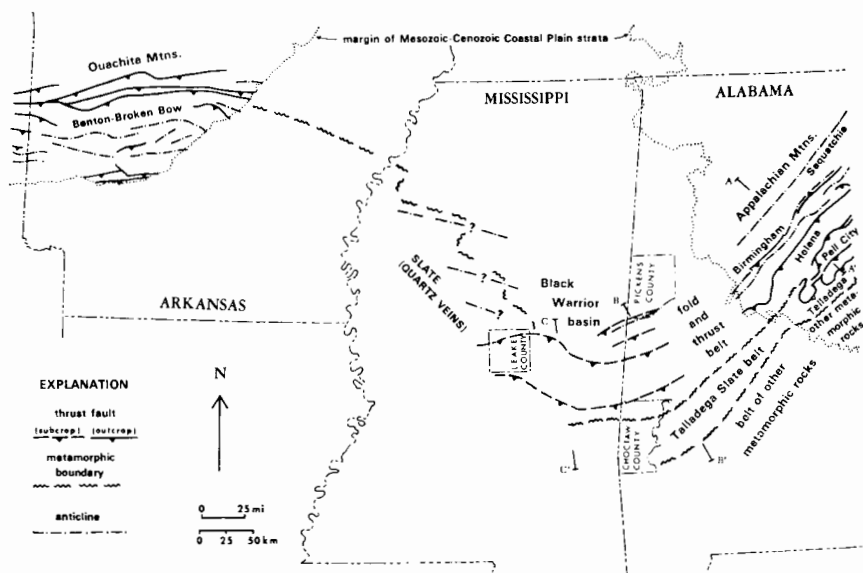 margin of Mesozoic-Cenozoic Coastal Plain strata
Ouachita Mtns.
Benton-Broken Bow
MISSISSIPPI
ALABAMA
Appalachian Mtns.
Sequatchie
A
Birmingham
Helena
Pell City
A'
Talladega
other meta-
morphic
rocks
SLATE
(QUARTZ VEINS)
?
?
?
Black
Warrior
basin
C
B
PICKENS
COUNTY
fold
and
thrust
belt
ARKANSAS
LEAKE
COUNTY
Talladega Slate belt
belt of other
metamorphic rocks
CHOCTAW
COUNTY
C'
B'
EXPLANATION
thrust fault
(subcrop) (outcrop)
metamorphic
boundary
anticline
N
0 25 mi
0 25 50 km